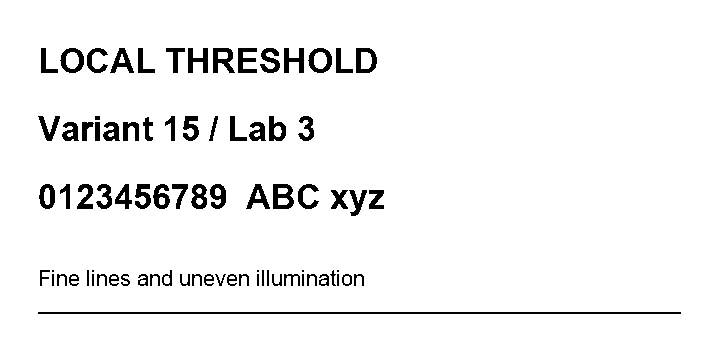 LOCAL THRESHOLD
Variant 15 / Lab 3
0123456789  ABC xyz
Fine lines and uneven illumination